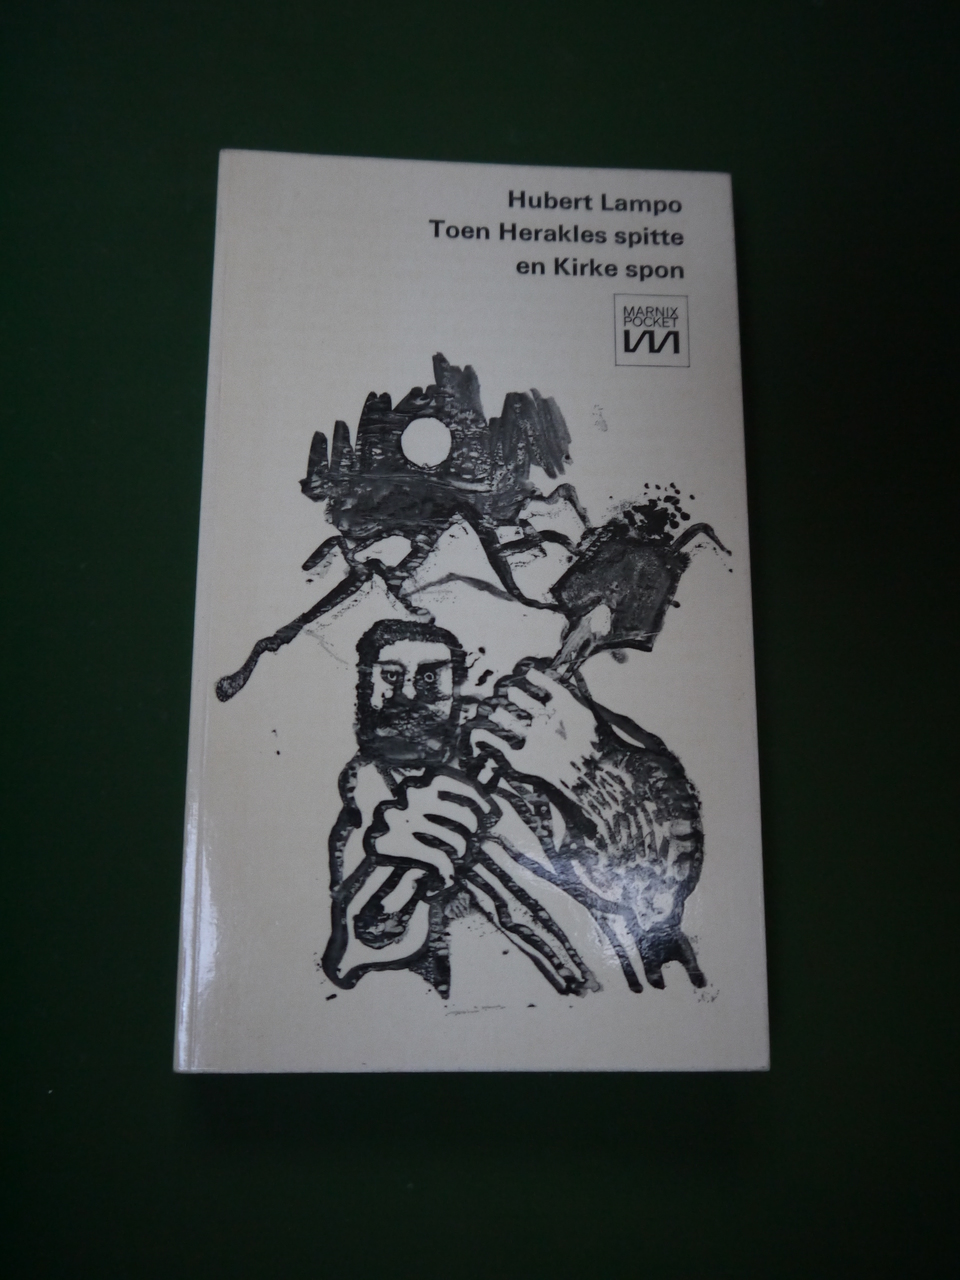 Hubert Lampo
Toen Herakles spitte
en Kirke spon
MARNIX
POCKET